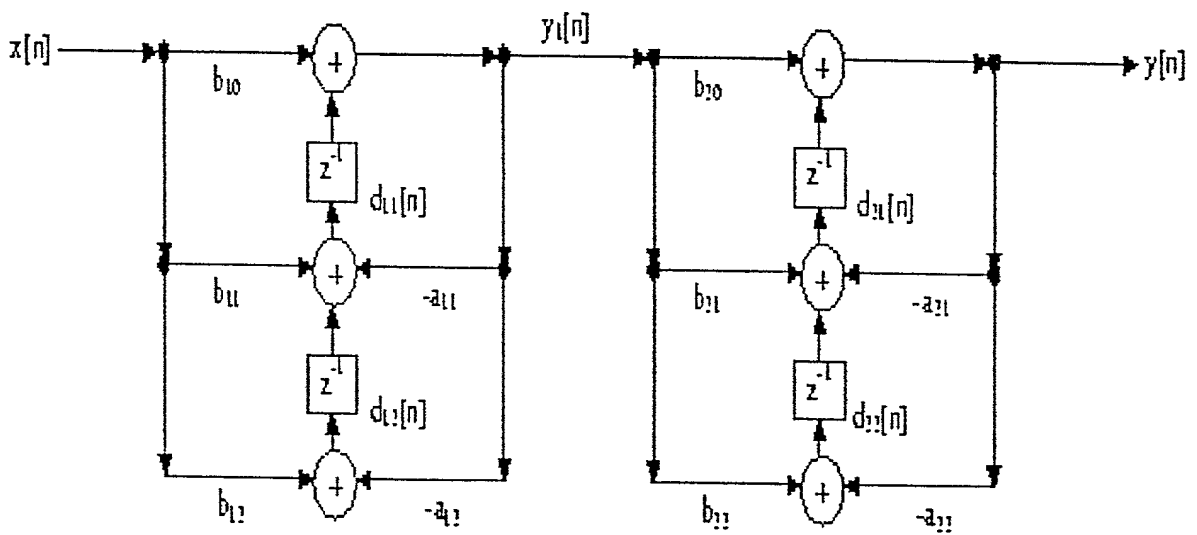 x[n] y₁[n] y[n]
b₁₀ + b₂₀ +
z⁻¹ z⁻¹
d₁₁[n] d₂₁[n]
b₁₁ + -a₁₁ b₂₁ + -a₂₁
z⁻¹ z⁻¹
d₁₂[n] d₂₂[n]
b₁₂ + -a₁₂ b₂₂ + -a₂₂